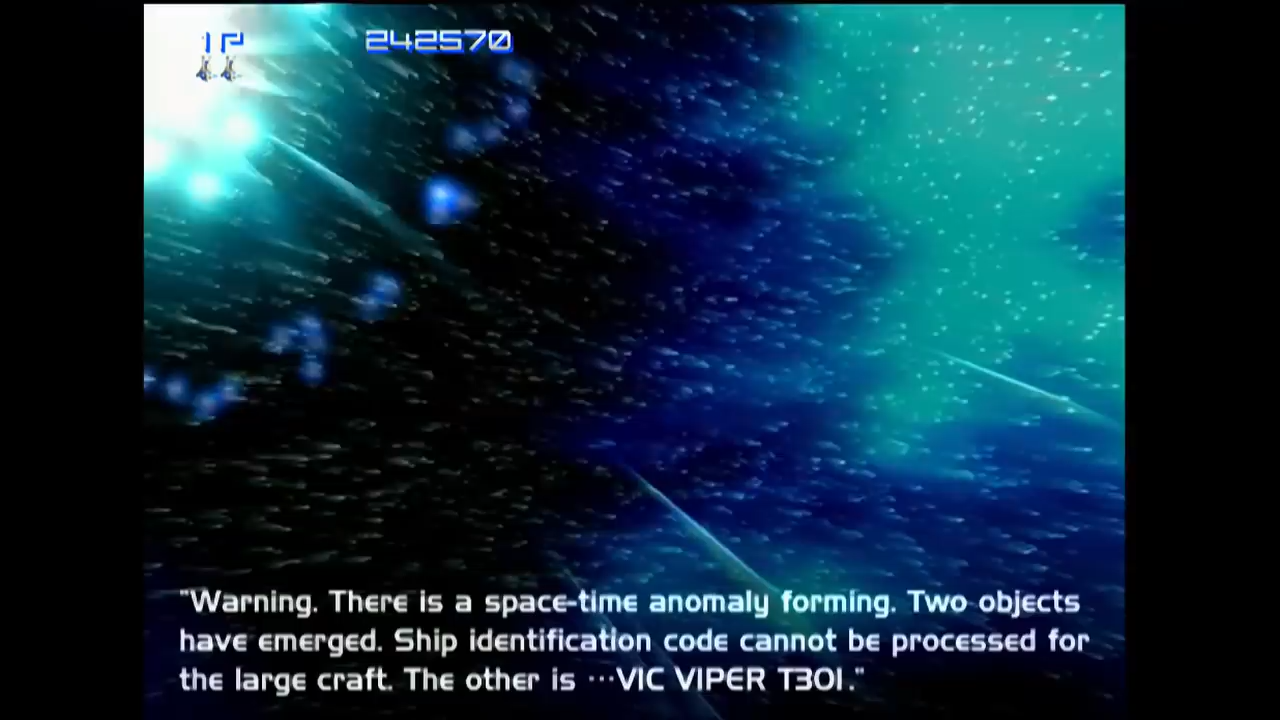 1P 242570
"Warning. There is a space-time anomaly forming. Two objects
have emerged. Ship identification code cannot be processed for
the large craft. The other is ···VIC VIPER T301."